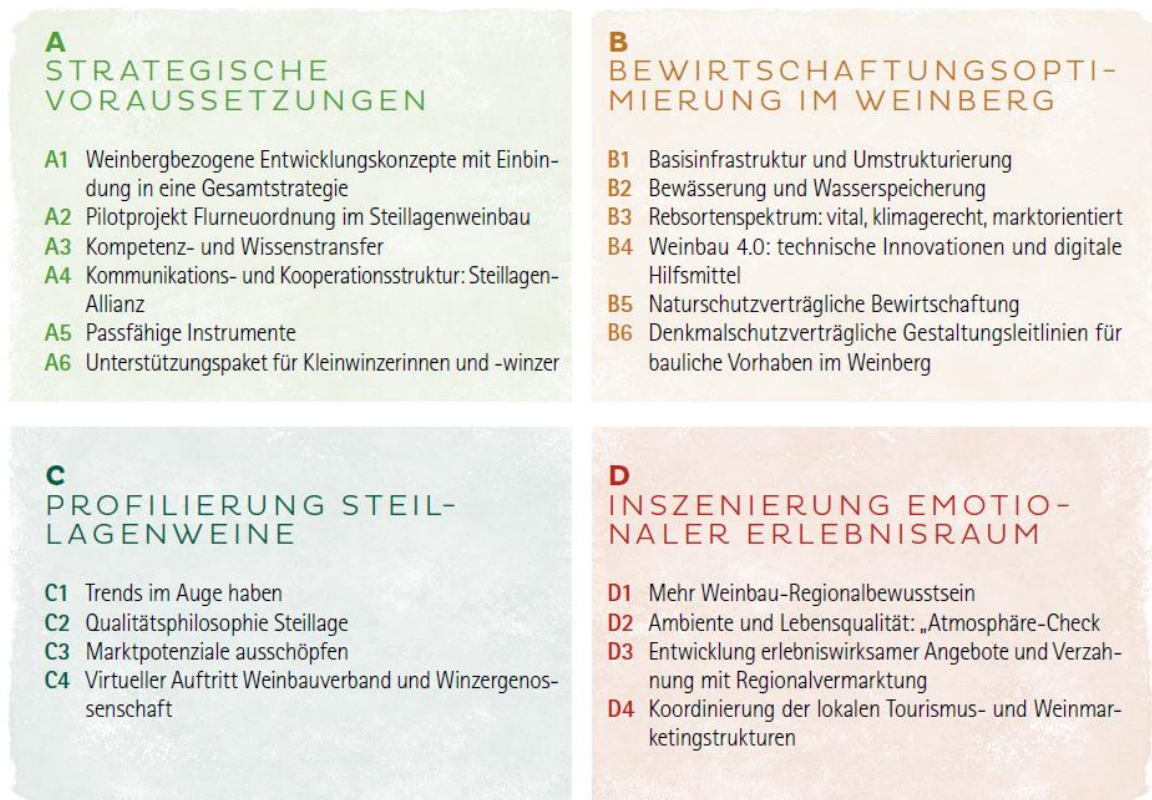 A
STRATEGISCHE
VORAUSSETZUNGEN
A1 Weinbergbezogene Entwicklungskonzepte mit Einbin-
dung in eine Gesamtstrategie
A2 Pilotprojekt Flurneuordnung im Steillagenweinbau
A3 Kompetenz- und Wissenstransfer
A4 Kommunikations- und Kooperationsstruktur: Steillagen-
Allianz
A5 Passfähige Instrumente
A6 Unterstützungspaket für Kleinwinzerinnen und -winzer
B
BEWIRTSCHAFTUNGSOPTI-
MIERUNG IM WEINBERG
B1 Basisinfrastruktur und Umstrukturierung
B2 Bewässerung und Wasserspeicherung
B3 Rebsortenspektrum: vital, klimagerecht, marktorientiert
B4 Weinbau 4.0: technische Innovationen und digitale
Hilfsmittel
B5 Naturschutzverträgliche Bewirtschaftung
B6 Denkmalschutzverträgliche Gestaltungsleitlinien für
bauliche Vorhaben im Weinberg
C
PROFILIERUNG STEIL-
LAGENWEINE
C1 Trends im Auge haben
C2 Qualitätsphilosophie Steillage
C3 Marktpotenziale ausschöpfen
C4 Virtueller Auftritt Weinbauverband und Winzergenos-
senschaft
D
INSZENIERUNG EMOTIO-
NALER ERLEBNISRAUM
D1 Mehr Weinbau-Regionalbewusstsein
D2 Ambiente und Lebensqualität: „Atmosphäre-Check
D3 Entwicklung erlebniswirksamer Angebote und Verzah-
nung mit Regionalvermarktung
D4 Koordinierung der lokalen Tourismus- und Weinmar-
ketingstrukturen